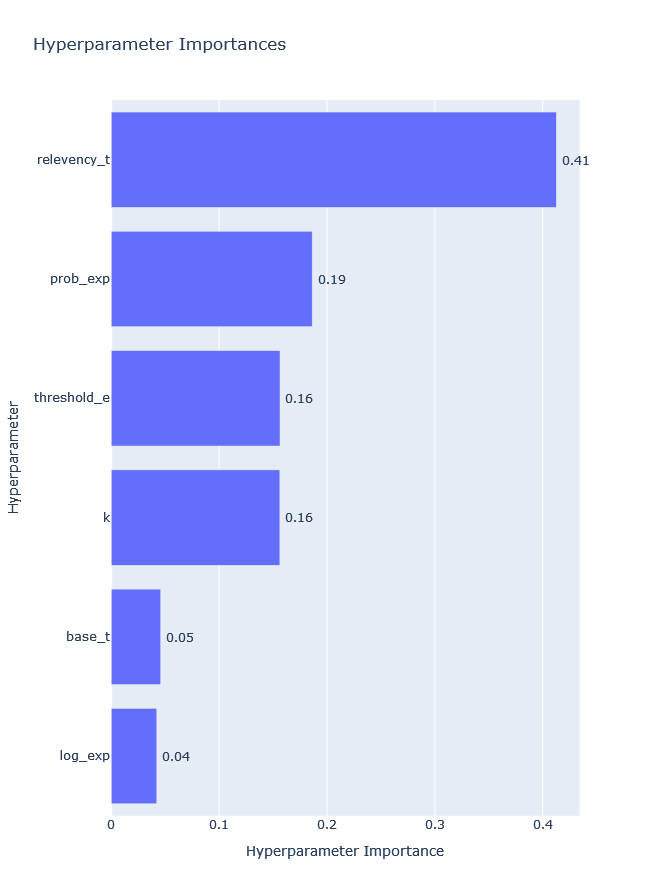 Hyperparameter Importances
relevency_t
0.41
prob_exp
0.19
threshold_e
0.16
k
0.16
base_t
0.05
log_exp
0.04
Hyperparameter
0
0.1
0.2
0.3
0.4
Hyperparameter Importance